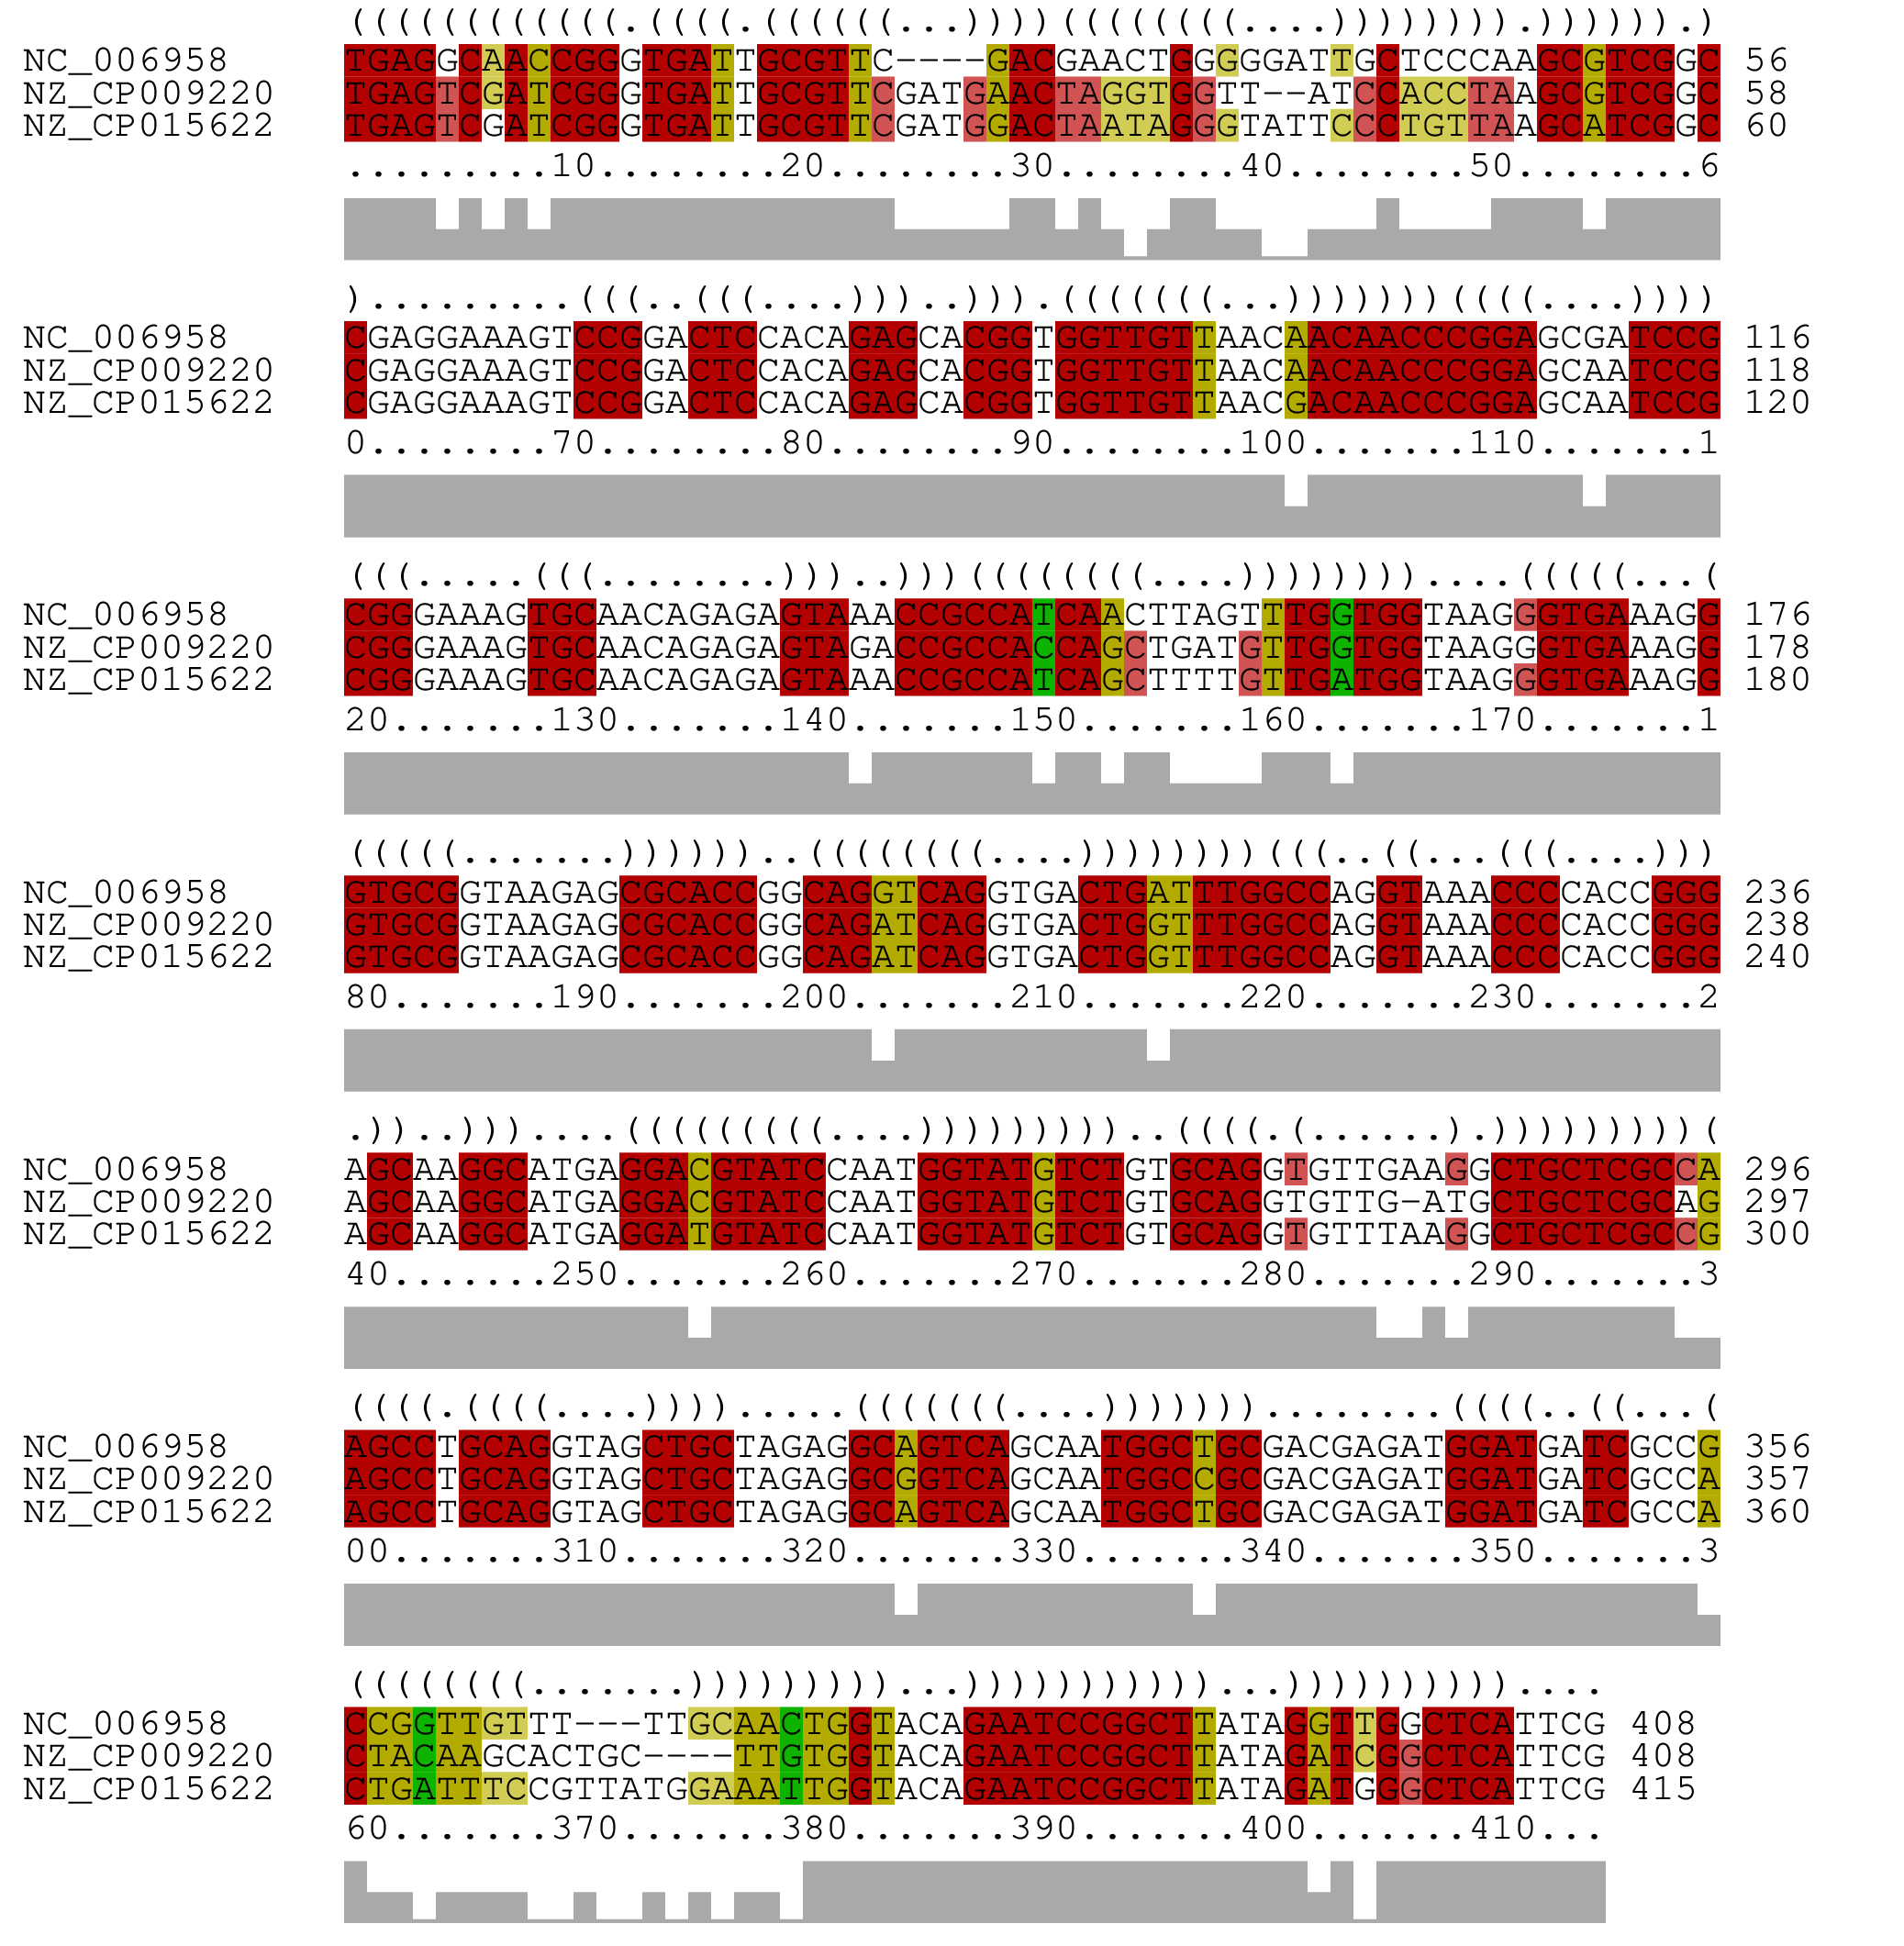 ((((((((((((.((((.((((((...))))((((((((....)))))))).)))))).)
NC_006958 TGAGGCAACCGGGTGATTGCGTTC----GACGAACTGGGGGATTGCTCCCAAGCGTCGGC 56
NZ_CP009220 TGAGTCGATCGGGTGATTGCGTTCGATGAACTAGGTGGTT--ATCCACCTAAGCGTCGGC 58
NZ_CP015622 TGAGTCGATCGGGTGATTGCGTTCGATGGACTAATAGGGTATTCCCTGTTAAGCATCGGC 60
.........10........20........30........40........50........6
).........(((..(((....)))..))).(((((((...)))))))((((....))))
NC_006958 CGAGGAAAGTCCGGACTCCACAGAGCACGGTGGTTGTTAACAACAACCCGGAGCGATCCG 116
NZ_CP009220 CGAGGAAAGTCCGGACTCCACAGAGCACGGTGGTTGTTAACAACAACCCGGAGCAATCCG 118
NZ_CP015622 CGAGGAAAGTCCGGACTCCACAGAGCACGGTGGTTGTTAACGACAACCCGGAGCAATCCG 120
0........70........80........90........100.......110.......1
(((.....(((........)))..)))((((((((....))))))))....(((((...(
NC_006958 CGGGAAAGTGCAACAGAGAGTAAACCGCCATCAACTTAGTTTGGTGGTAAGGGTGAAAGG 176
NZ_CP009220 CGGGAAAGTGCAACAGAGAGTAGACCGCCACCAGCTGATGTTGGTGGTAAGGGTGAAAGG 178
NZ_CP015622 CGGGAAAGTGCAACAGAGAGTAAACCGCCATCAGCTTTTGTTGATGGTAAGGGTGAAAGG 180
20.......130.......140.......150.......160.......170.......1
(((((.......))))))..((((((((....))))))))(((..((...(((....)))
NC_006958 GTGCGGTAAGAGCGCACCGGCAGGTCAGGTGACTGATTTGGCCAGGTAAACCCCACCGGG 236
NZ_CP009220 GTGCGGTAAGAGCGCACCGGCAGATCAGGTGACTGGTTTGGCCAGGTAAACCCCACCGGG 238
NZ_CP015622 GTGCGGTAAGAGCGCACCGGCAGATCAGGTGACTGGTTTGGCCAGGTAAACCCCACCGGG 240
80.......190.......200.......210.......220.......230.......2
.))..)))....(((((((((....)))))))))..((((.(......).)))))))))(
NC_006958 AGCAAGGCATGAGGACGTATCCAATGGTATGTCTGTGCAGGTGTTGAAGGCTGCTCGCCA 296
NZ_CP009220 AGCAAGGCATGAGGACGTATCCAATGGTATGTCTGTGCAGGTGTTG-ATGCTGCTCGCAG 297
NZ_CP015622 AGCAAGGCATGAGGATGTATCCAATGGTATGTCTGTGCAGGTGTTTAAGGCTGCTCGCCG 300
40.......250.......260.......270.......280.......290.......3
((((.((((....)))).....(((((((....)))))))........((((..((...(
NC_006958 AGCCTGCAGGTAGCTGCTAGAGGCAGTCAGCAATGGCTGCGACGAGATGGATGATCGCCG 356
NZ_CP009220 AGCCTGCAGGTAGCTGCTAGAGGCGGTCAGCAATGGCCGCGACGAGATGGATGATCGCCA 357
NZ_CP015622 AGCCTGCAGGTAGCTGCTAGAGGCAGTCAGCAATGGCTGCGACGAGATGGATGATCGCCA 360
00.......310.......320.......330.......340.......350.......3
((((((((.......)))))))))...)))))))))))...))))))))))....
NC_006958 CCGGTTGTTT---TTGCAACTGGTACAGAATCCGGCTTATAGGTTGGCTCATTCG 408
NZ_CP009220 CTACAAGCACTGC----TTGTGGTACAGAATCCGGCTTATAGATCGGCTCATTCG 408
NZ_CP015622 CTGATTTCCGTTATGGAAATTGGTACAGAATCCGGCTTATAGATGGGCTCATTCG 415
60.......370.......380.......390.......400.......410...